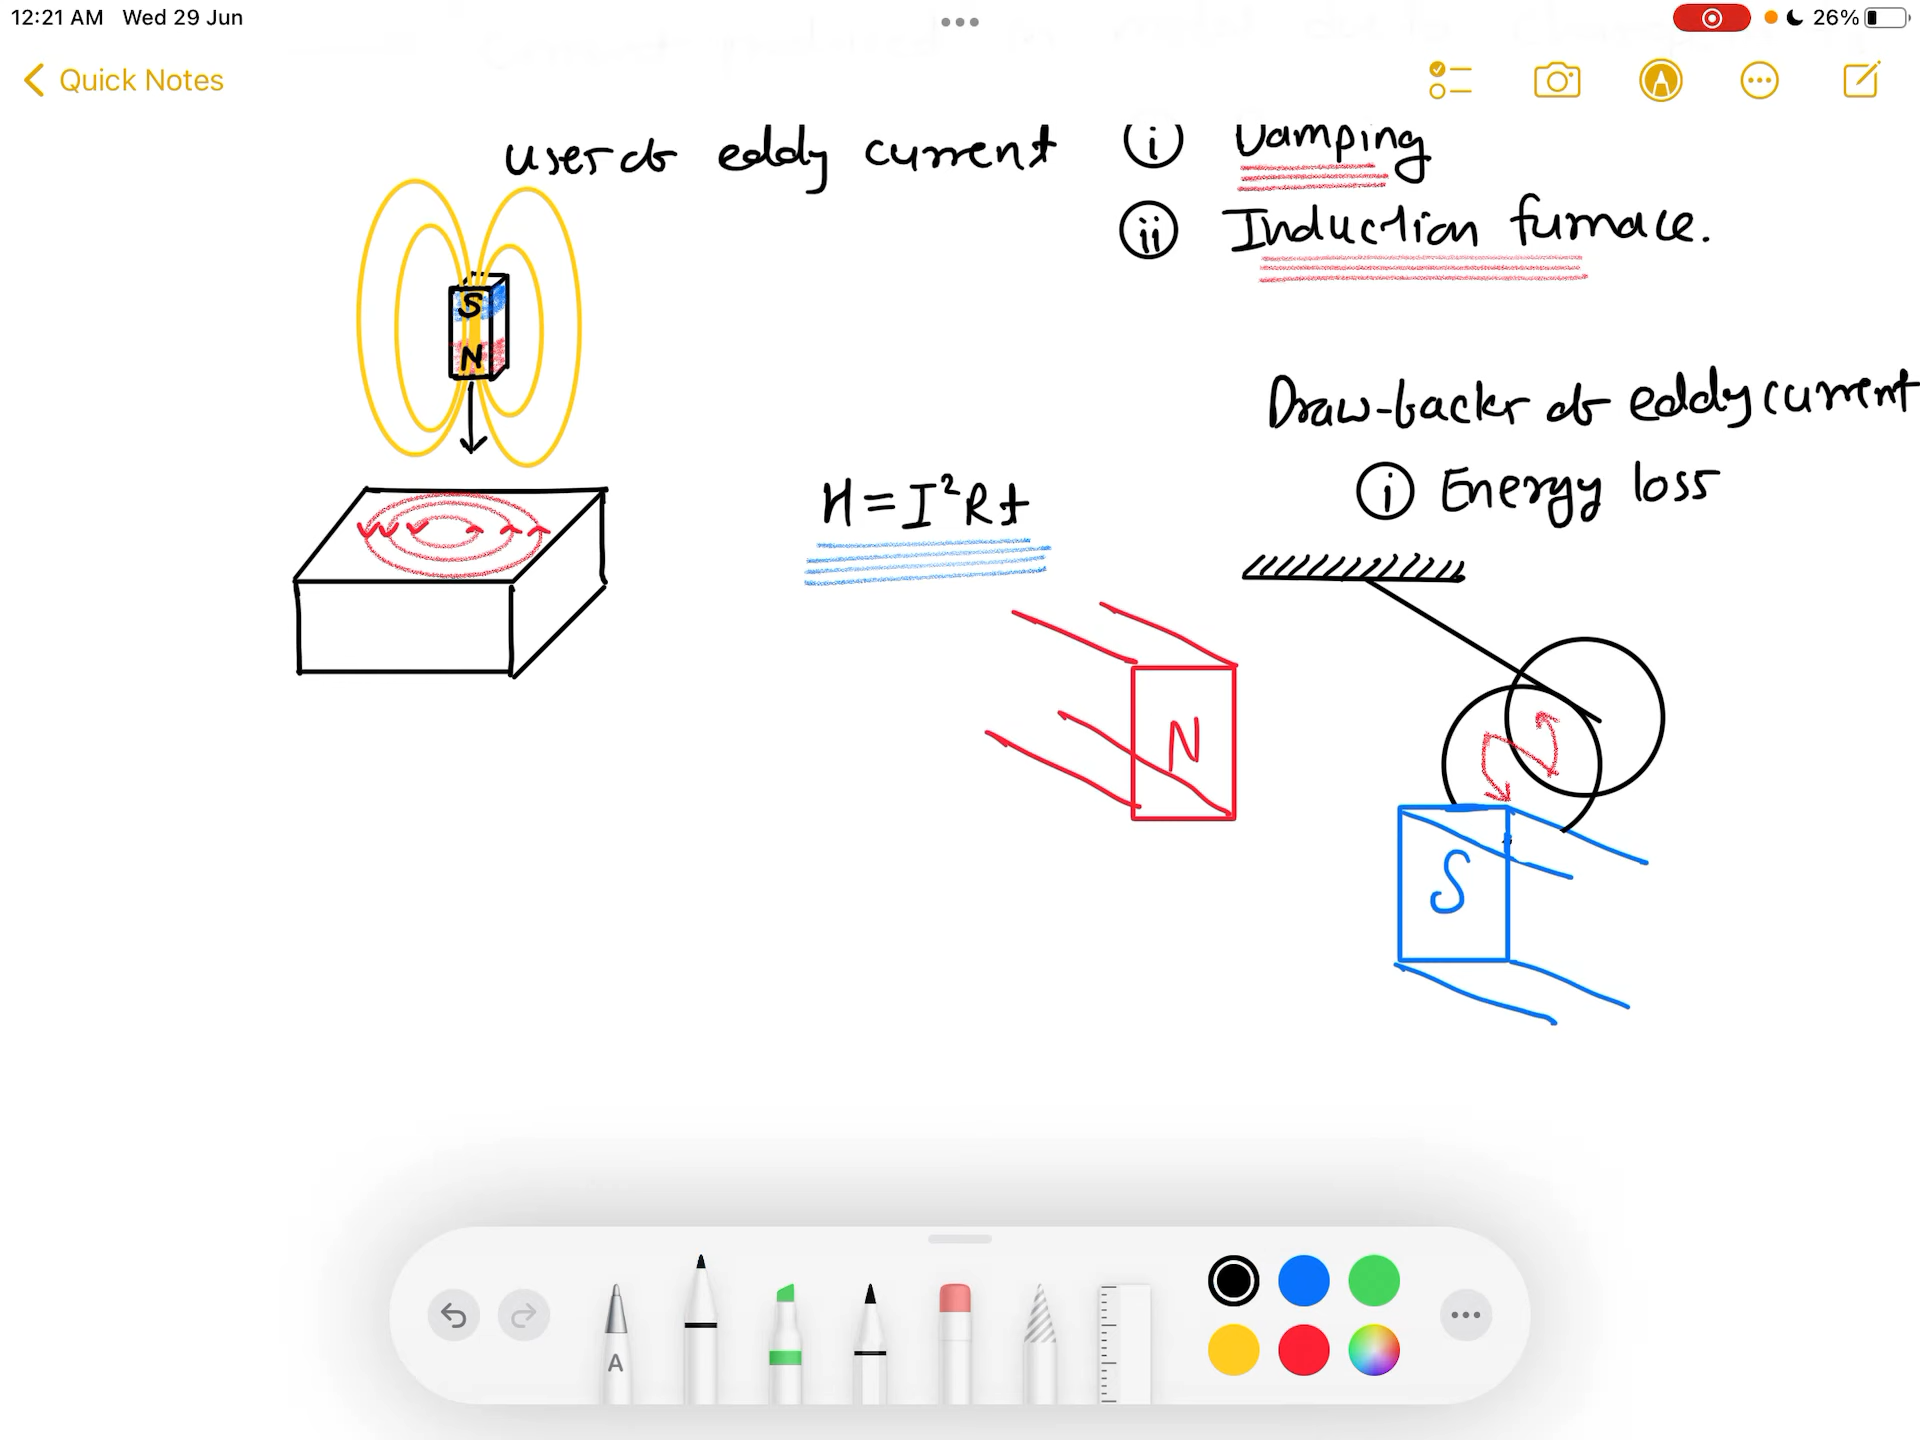 12:21 AM Wed 29 Jun
26%
Quick Notes
uses of eddy current
i Damping
ii Induction furnace.
S
N
Draw-backs of eddy current
i Energy loss
H = I²Rt
N
S
A